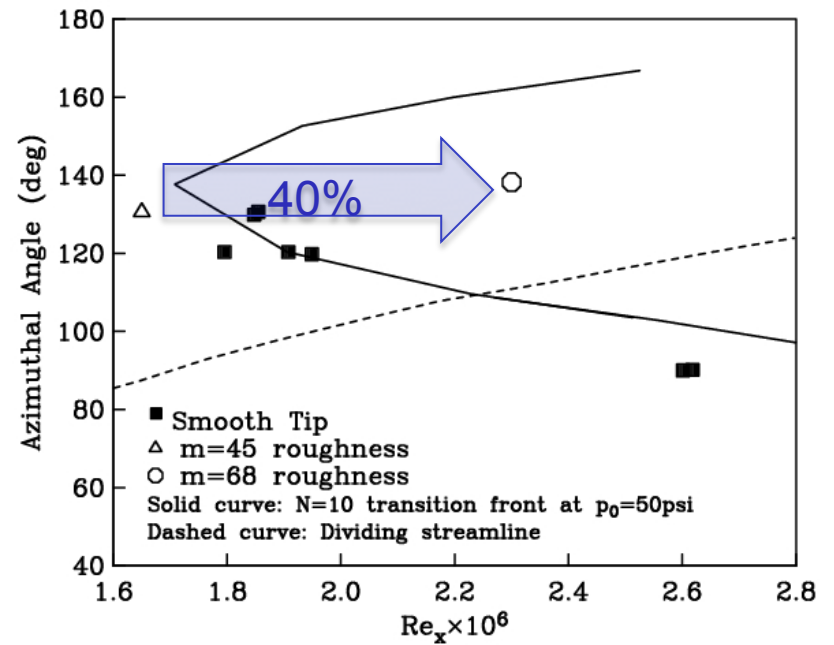 180
160
140
120
100
80
60
40
Azimuthal Angle (deg)
40%
■ Smooth Tip
△ m=45 roughness
○ m=68 roughness
Solid curve: N=10 transition front at p₀=50psi
Dashed curve: Dividing streamline
1.6 1.8 2.0 2.2 2.4 2.6 2.8
Reₓ×10⁶